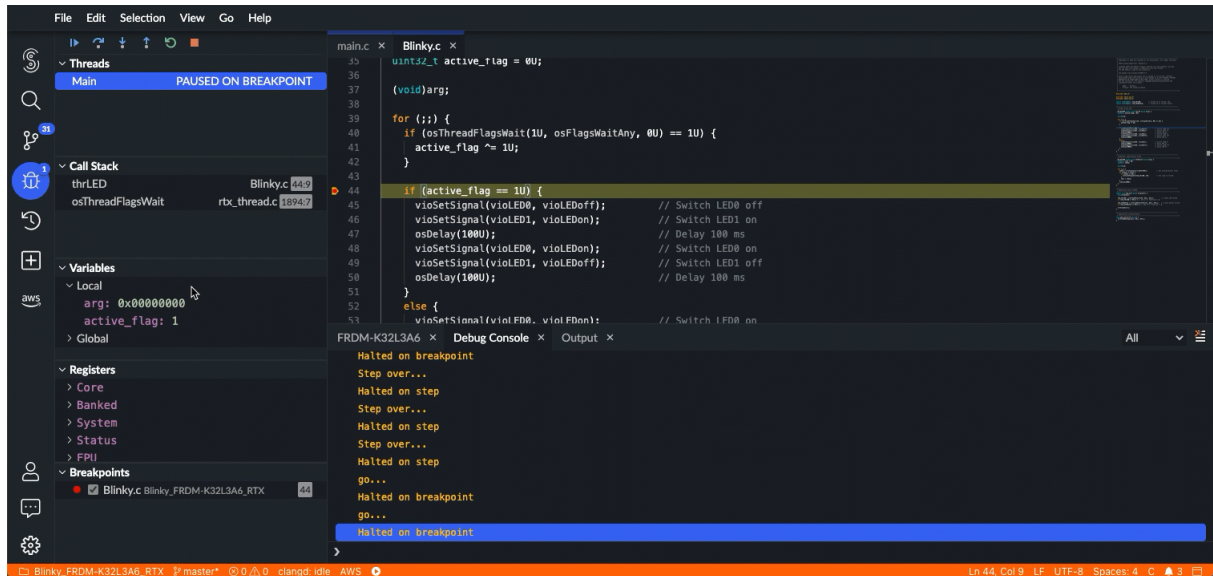 File Edit Selection View Go Help
Threads
Main PAUSED ON BREAKPOINT
31
1
Call Stack
thrLED Blinky.c 44:9
osThreadFlagsWait rtx_thread.c 1894:7
Variables
Local
arg: 0x00000000
active_flag: 1
Global
Registers
Core
Banked
System
Status
FPU
Breakpoints
Blinky.c Blinky_FRDM-K32L3A6_RTX 44
aws
main.c × Blinky.c ×
35 uint32_t active_flag = 0U;
36
37 (void)arg;
38
39 for (;;) {
40 if (osThreadFlagsWait(1U, osFlagsWaitAny, 0U) == 1U) {
41 active_flag ^= 1U;
42 }
43
44 if (active_flag == 1U) {
45 vioSetSignal(vioLED0, vioLEDoff); // Switch LED0 off
46 vioSetSignal(vioLED1, vioLEDon); // Switch LED1 on
47 osDelay(100U); // Delay 100 ms
48 vioSetSignal(vioLED0, vioLEDon); // Switch LED0 on
49 vioSetSignal(vioLED1, vioLEDoff); // Switch LED1 off
50 osDelay(100U); // Delay 100 ms
51 }
52 else {
53 vioSetSignal(vioLED0, vioLEDon); // Switch LED0 on
FRDM-K32L3A6 × Debug Console × Output × All
Halted on breakpoint
Step over...
Halted on step
Step over...
Halted on step
Step over...
Halted on step
go...
Halted on breakpoint
go...
Halted on breakpoint
Blinky_FRDM-K32L3A6_RTX master* 0 0 clangd: idle AWS Ln 44, Col 9 LF UTF-8 Spaces: 4 C 3